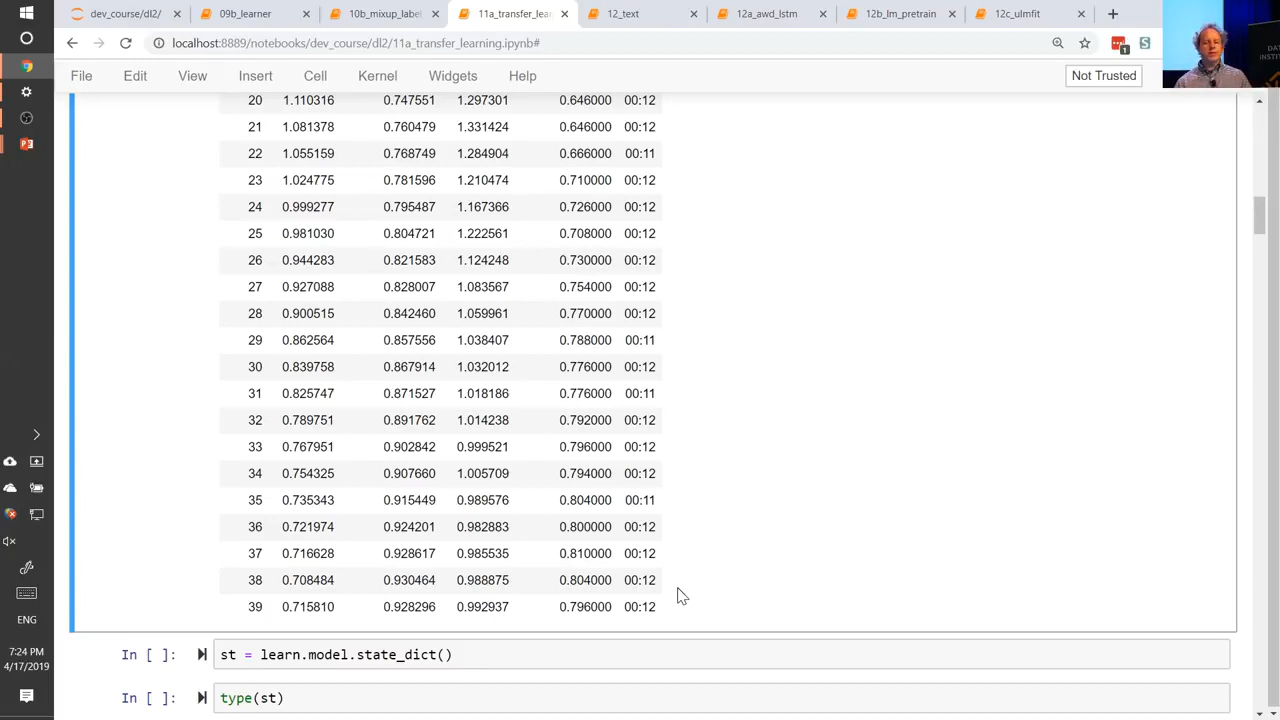 dev_course/dl2/
09b_learner
10b_mixup_label
11a_transfer_lear
12_text
12a_awd_lstm
12b_lm_pretrain
12c_ulmfit
localhost:8889/notebooks/dev_course/dl2/11a_transfer_learning.ipynb#
File Edit View Insert Cell Kernel Widgets Help
Not Trusted
20 1.110316 0.747551 1.297301 0.646000 00:12
21 1.081378 0.760479 1.331424 0.646000 00:12
22 1.055159 0.768749 1.284904 0.666000 00:11
23 1.024775 0.781596 1.210474 0.710000 00:12
24 0.999277 0.795487 1.167366 0.726000 00:12
25 0.981030 0.804721 1.222561 0.708000 00:12
26 0.944283 0.821583 1.124248 0.730000 00:12
27 0.927088 0.828007 1.083567 0.754000 00:12
28 0.900515 0.842460 1.059961 0.770000 00:12
29 0.862564 0.857556 1.038407 0.788000 00:11
30 0.839758 0.867914 1.032012 0.776000 00:12
31 0.825747 0.871527 1.018186 0.776000 00:11
32 0.789751 0.891762 1.014238 0.792000 00:12
33 0.767951 0.902842 0.999521 0.796000 00:12
34 0.754325 0.907660 1.005709 0.794000 00:12
35 0.735343 0.915449 0.989576 0.804000 00:11
36 0.721974 0.924201 0.982883 0.800000 00:12
37 0.716628 0.928617 0.985535 0.810000 00:12
38 0.708484 0.930464 0.988875 0.804000 00:12
39 0.715810 0.928296 0.992937 0.796000 00:12
In [ ]: st = learn.model.state_dict()
In [ ]: type(st)
ENG
7:24 PM
4/17/2019
DAT
INSTIT